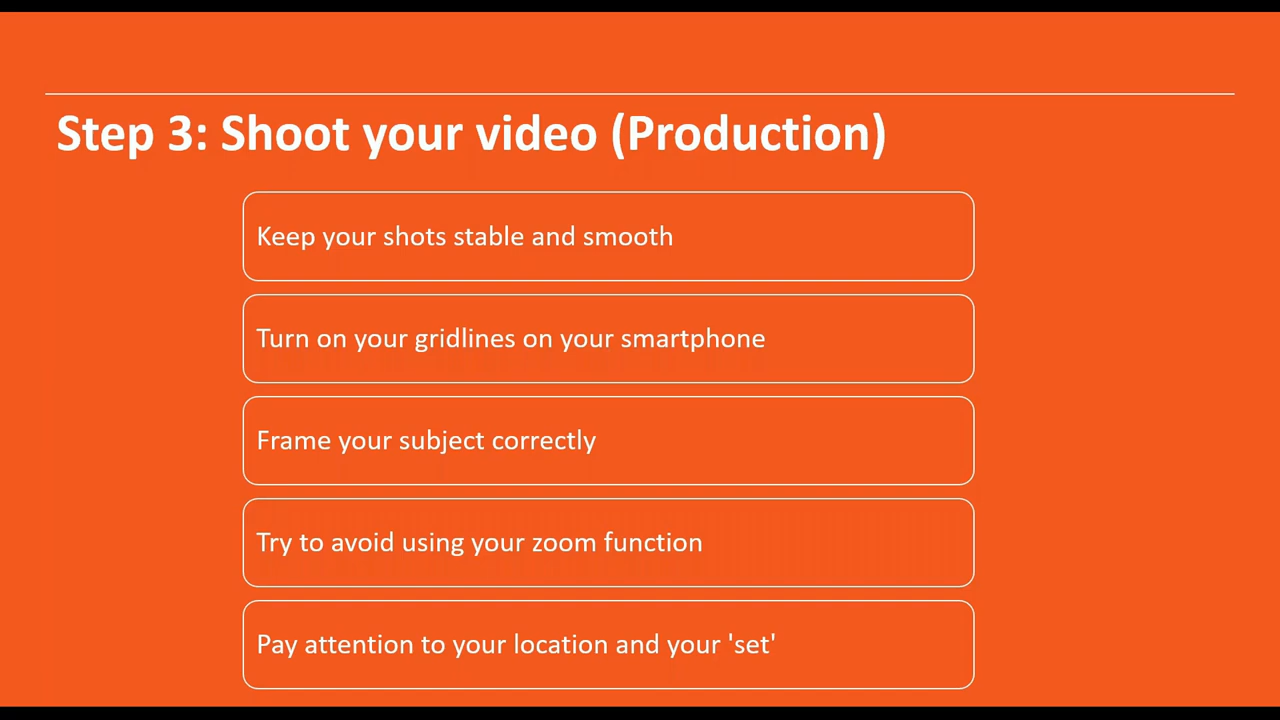 Step 3: Shoot your video (Production)
Keep your shots stable and smooth
Turn on your gridlines on your smartphone
Frame your subject correctly
Try to avoid using your zoom function
Pay attention to your location and your 'set'